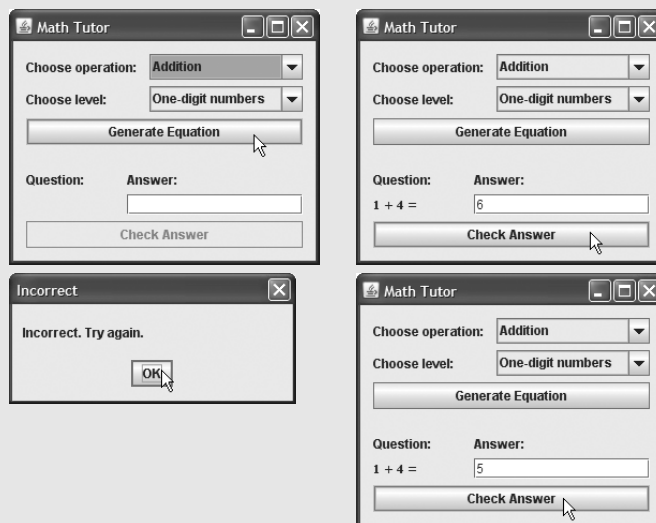 Math Tutor
Choose operation: Addition
Choose level: One-digit numbers
Generate Equation
Question: Answer:
Check Answer
Math Tutor
Choose operation: Addition
Choose level: One-digit numbers
Generate Equation
Question: Answer:
1 + 4 = 6
Check Answer
Incorrect
Incorrect. Try again.
OK
Math Tutor
Choose operation: Addition
Choose level: One-digit numbers
Generate Equation
Question: Answer:
1 + 4 = 5
Check Answer